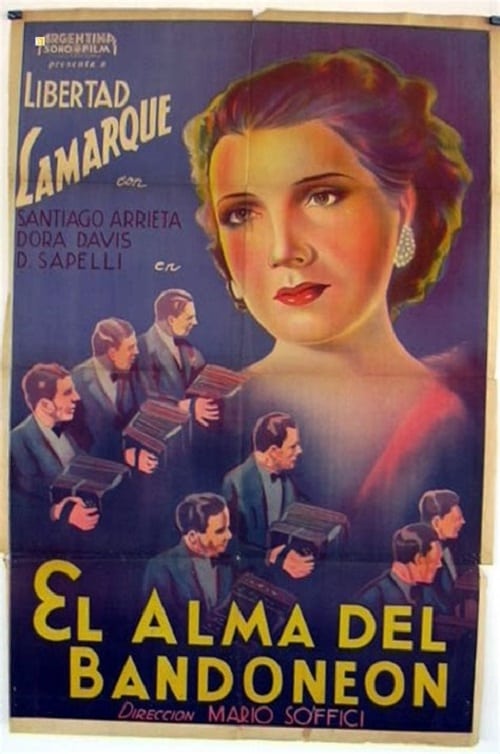 ARGENTINA
SONO FILM
presenta a
LIBERTAD
LAMARQUE
con
SANTIAGO ARRIETA
DORA DAVIS
D. SAPELLI
en
EL ALMA DEL
BANDONEON
DIRECCION MARIO SOFFICI